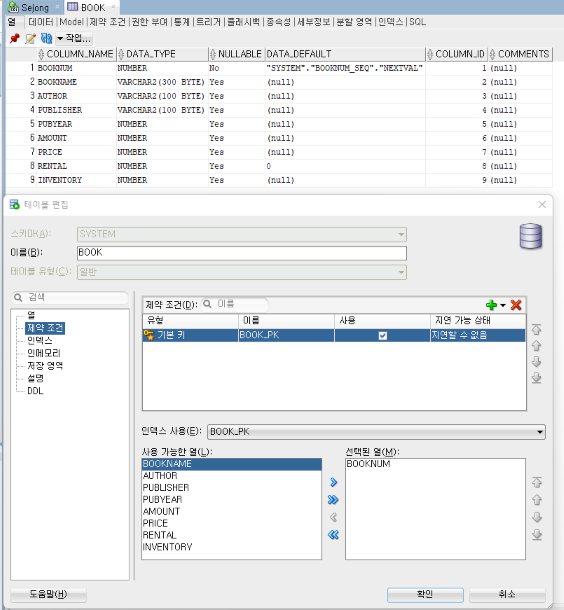 Sejong BOOK
열 데이터 Model 제약 조건 권한 부여 통계 트리거 플래시백 종속성 세부정보 분할 영역 인덱스 SQL
작업...
COLUMN_NAME DATA_TYPE NULLABLE DATA_DEFAULT COLUMN_ID COMMENTS
1 BOOKNUM NUMBER No "SYSTEM"."BOOKNUM_SEQ"."NEXTVAL" 1 (null)
2 BOOKNAME VARCHAR2(300 BYTE) Yes (null) 2 (null)
3 AUTHOR VARCHAR2(100 BYTE) Yes (null) 3 (null)
4 PUBLISHER VARCHAR2(100 BYTE) Yes (null) 4 (null)
5 PUBYEAR NUMBER Yes (null) 5 (null)
6 AMOUNT NUMBER Yes (null) 6 (null)
7 PRICE NUMBER Yes (null) 7 (null)
8 RENTAL NUMBER Yes 0 8 (null)
9 INVENTORY NUMBER Yes (null) 9 (null)
테이블 편집
스키마(A): SYSTEM
이름(B): BOOK
테이블 유형(C): 일반
검색
열
제약 조건
인덱스
인메모리
저장 영역
설명
DDL
제약 조건(D): 이름
유형 이름 사용 지연 가능 상태
기본 키 BOOK_PK 지연할 수 없음
인덱스 사용(E): BOOK_PK
사용 가능한 열(L): 선택된 열(M):
BOOKNAME BOOKNUM
AUTHOR
PUBLISHER
PUBYEAR
AMOUNT
PRICE
RENTAL
INVENTORY
도움말(H) 확인 취소